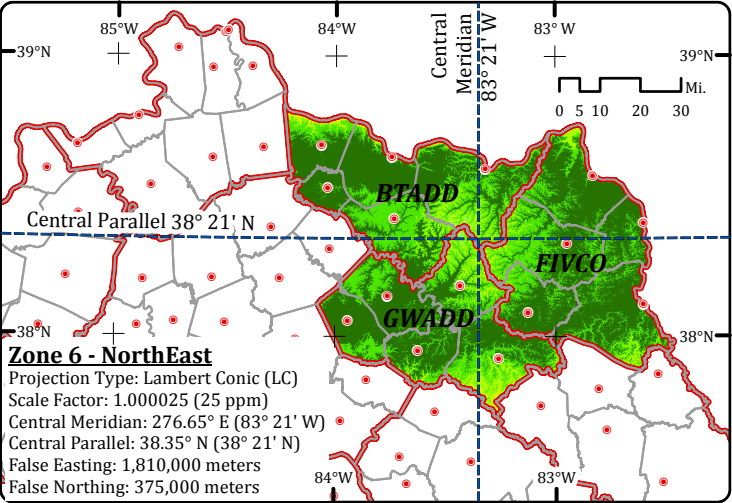 85°W
84°W
83°W
39°N
39°N
Central
Meridian
83° 21' W
Mi.
0 5 10 20 30
BTADD
Central Parallel 38° 21' N
FIVCO
GWADD
38°N
38°N
Zone 6 - NorthEast
Projection Type: Lambert Conic (LC)
Scale Factor: 1.000025 (25 ppm)
Central Meridian: 276.65° E (83° 21' W)
Central Parallel: 38.35° N (38° 21' N)
False Easting: 1,810,000 meters
False Northing: 375,000 meters
84°W
83°W